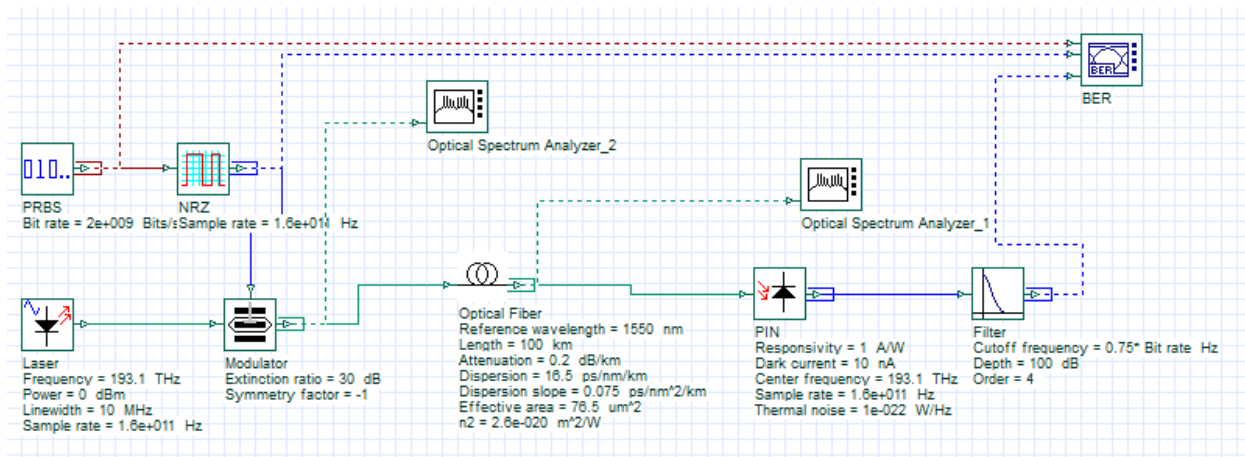 BER
BER
Optical Spectrum Analyzer_2
010..
PRBS
Bit rate = 2e+009 Bits/s
NRZ
Sample rate = 1.6e+011 Hz
Optical Spectrum Analyzer_1
Laser
Frequency = 193.1 THz
Power = 0 dBm
Linewidth = 10 MHz
Sample rate = 1.6e+011 Hz
Modulator
Extinction ratio = 30 dB
Symmetry factor = -1
Optical Fiber
Reference wavelength = 1550 nm
Length = 100 km
Attenuation = 0.2 dB/km
Dispersion = 16.5 ps/nm/km
Dispersion slope = 0.075 ps/nm^2/km
Effective area = 76.5 um^2
n2 = 2.6e-020 m^2/W
PIN
Responsivity = 1 A/W
Dark current = 10 nA
Center frequency = 193.1 THz
Sample rate = 1.6e+011 Hz
Thermal noise = 1e-022 W/Hz
Filter
Cutoff frequency = 0.75* Bit rate Hz
Depth = 100 dB
Order = 4